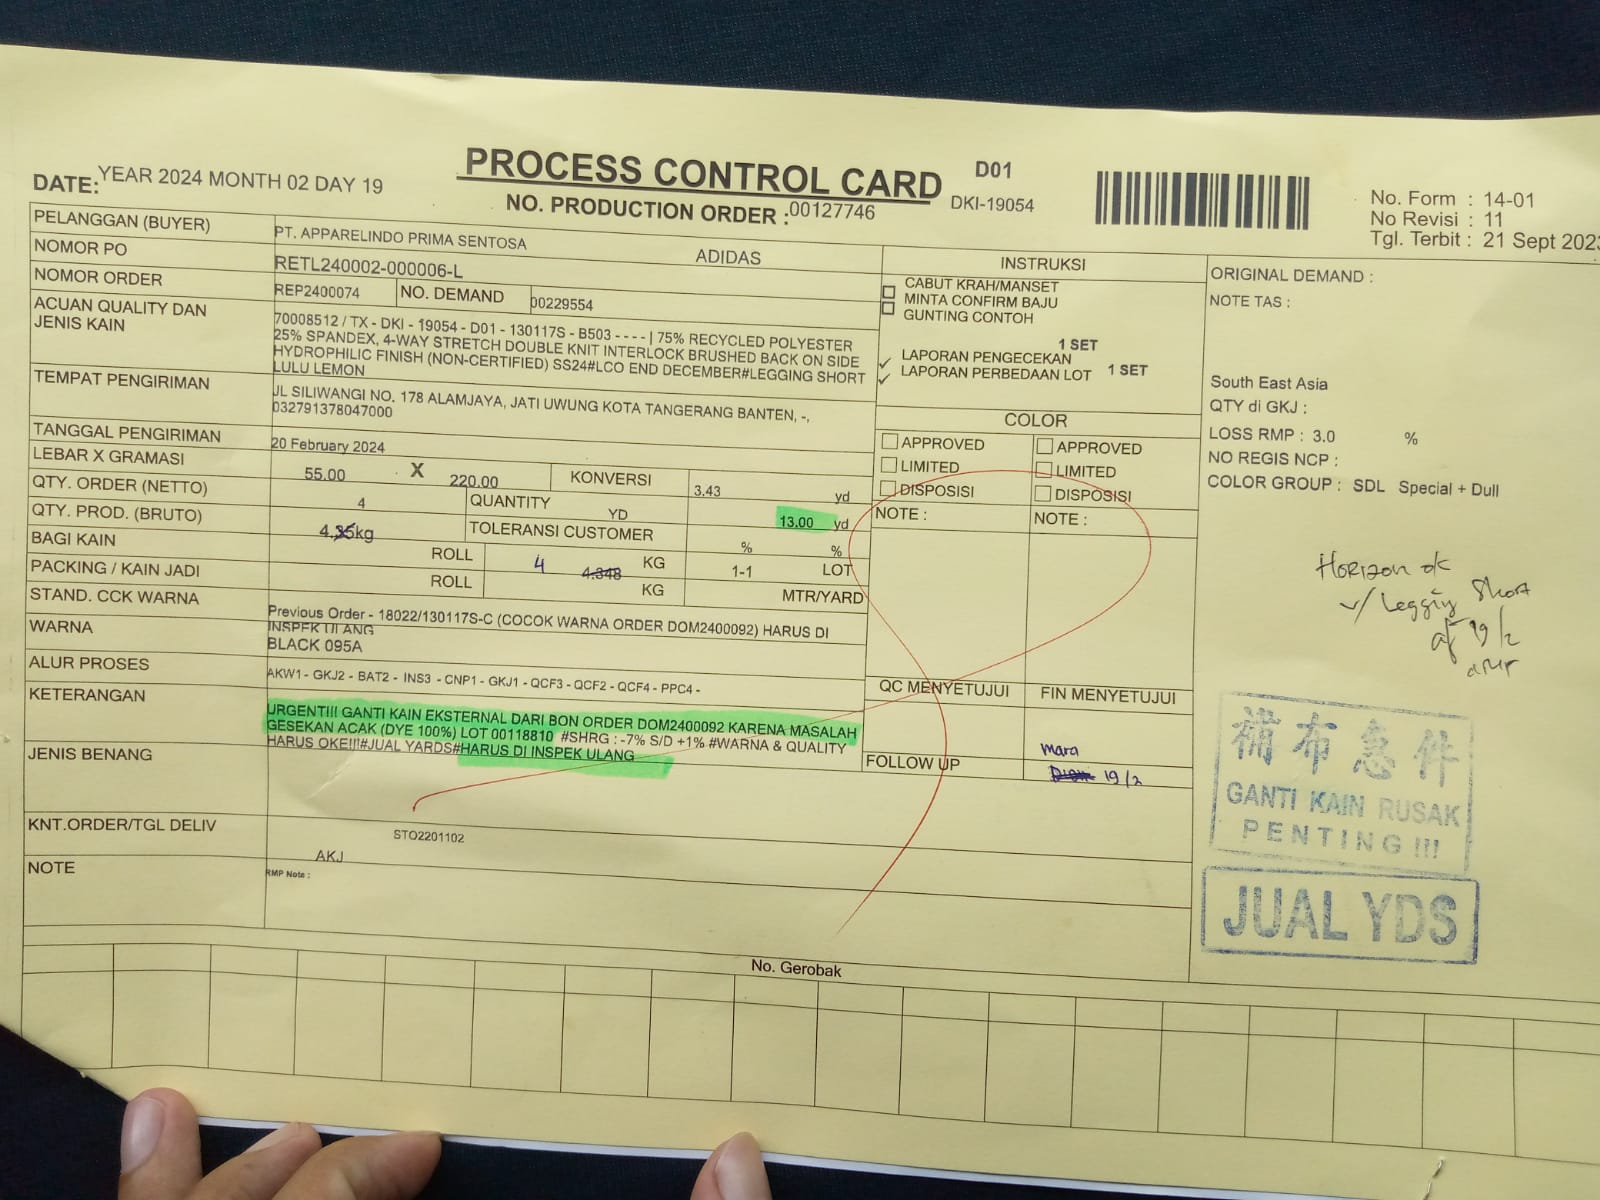 PROCESS CONTROL CARD
D01
DKI-19054
DATE: YEAR 2024 MONTH 02 DAY 19
NO. PRODUCTION ORDER : 00127746
No. Form : 14-01
No Revisi : 11
Tgl. Terbit : 21 Sept 202
PELANGGAN (BUYER)
PT. APPARELINDO PRIMA SENTOSA ADIDAS
NOMOR PO
RETL240002-000006-L
NOMOR ORDER
REP2400074 NO. DEMAND 00229554
ACUAN QUALITY DAN
JENIS KAIN
70008512 / TX - DKI - 19054 - D01 - 130117S - B503 - - - - | 75% RECYCLED POLYESTER
25% SPANDEX, 4-WAY STRETCH DOUBLE KNIT INTERLOCK BRUSHED BACK ON SIDE
HYDROPHILIC FINISH (NON-CERTIFIED) SS24#LCO END DECEMBER#LEGGING SHORT
LULU LEMON
TEMPAT PENGIRIMAN
JL SILIWANGI NO. 178 ALAMJAYA, JATI UWUNG KOTA TANGERANG BANTEN, -,
032791378047000
TANGGAL PENGIRIMAN
20 February 2024
LEBAR X GRAMASI
55.00 X 220.00 KONVERSI 3.43 yd
QTY. ORDER (NETTO)
4 QUANTITY YD 13.00 yd
QTY. PROD. (BRUTO)
4.35kg TOLERANSI CUSTOMER % %
BAGI KAIN
ROLL 4 4.348 KG 1-1 LOT
PACKING / KAIN JADI
ROLL KG MTR/YARD
STAND. CCK WARNA
Previous Order - 18022/130117S-C (COCOK WARNA ORDER DOM2400092) HARUS DI
INSPEK ULANG
WARNA
BLACK 095A
ALUR PROSES
AKW1 - GKJ2 - BAT2 - INS3 - CNP1 - GKJ1 - QCF3 - QCF2 - QCF4 - PPC4 -
KETERANGAN
URGENT!!! GANTI KAIN EKSTERNAL DARI BON ORDER DOM2400092 KARENA MASALAH
GESEKAN ACAK (DYE 100%) LOT 00118810 #SHRG : -7% S/D +1% #WARNA & QUALITY
HARUS OKE!!!#JUAL YARDS#HARUS DI INSPEK ULANG
JENIS BENANG
KNT.ORDER/TGL DELIV
STO2201102
AKJ
NOTE
RMP Note :
No. Gerobak
INSTRUKSI
CABUT KRAH/MANSET
MINTA CONFIRM BAJU
GUNTING CONTOH
1 SET
LAPORAN PENGECEKAN
LAPORAN PERBEDAAN LOT 1 SET
COLOR
APPROVED APPROVED
LIMITED LIMITED
DISPOSISI DISPOSISI
NOTE : NOTE :
QC MENYETUJUI FIN MENYETUJUI
FOLLOW UP
mara
19/2
ORIGINAL DEMAND :
NOTE TAS :
South East Asia
QTY di GKJ :
LOSS RMP : 3.0 %
NO REGIS NCP :
COLOR GROUP : SDL Special + Dull
Horizon ok
w/ Legging Short
19/2
補布急件
GANTI KAIN RUSAK
PENTING !!!
JUAL YDS